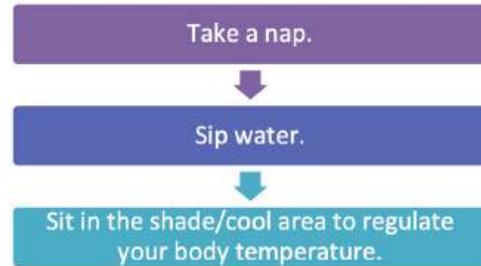 Take a nap.
Sip water.
Sit in the shade/cool area to regulate
your body temperature.